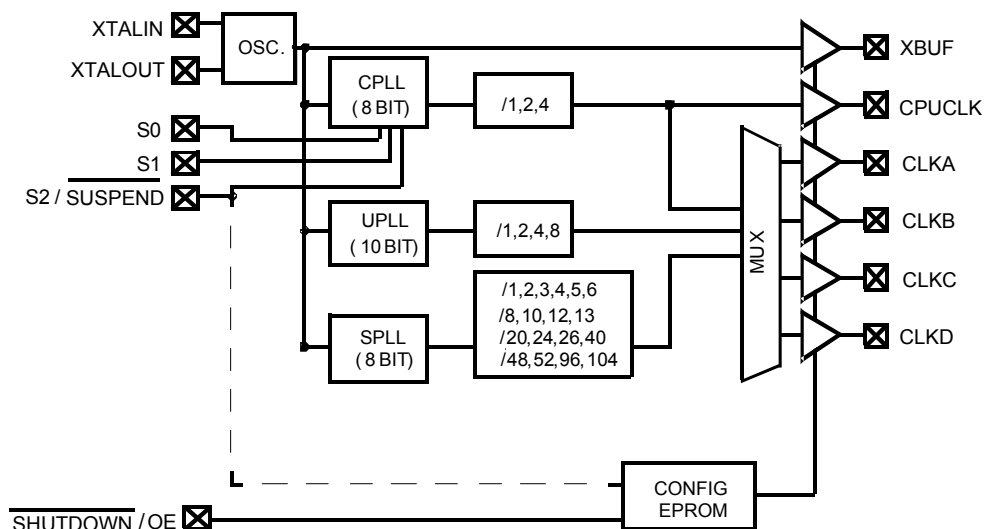 XTALIN
XTALOUT
OSC.
S0
S1
S2 / SUSPEND
CPLL
(8 BIT)
/1,2,4
UPLL
( 10 BIT)
/1,2,4,8
SPLL
( 8 BIT)
/1,2,3,4,5,6
/8,10,12,13
/20,24,26,40
/48,52,96,104
MUX
XBUF
CPUCLK
CLKA
CLKB
CLKC
CLKD
CONFIG
EPROM
SHUTDOWN / OE